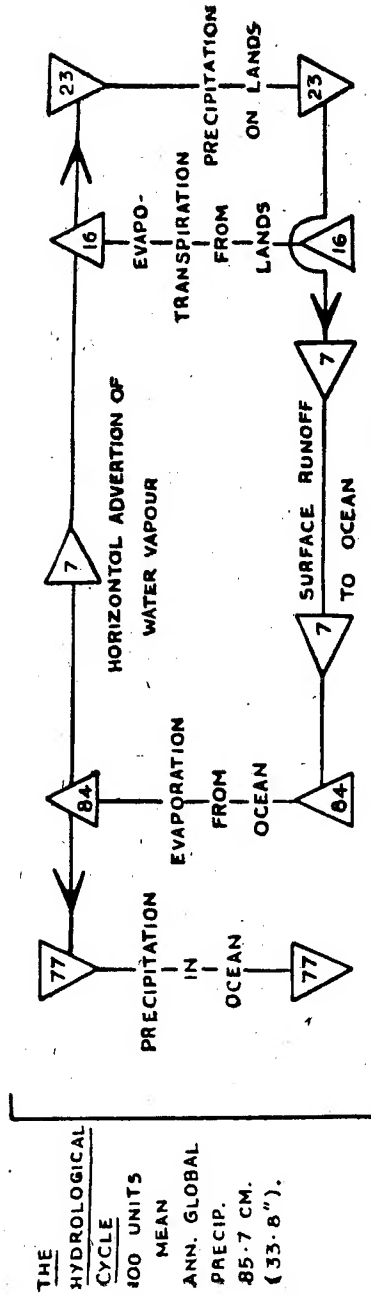 THE
HYDROLOGICAL
CYCLE
100 UNITS
MEAN
ANN. GLOBAL
PRECIP.
85·7 CM.
(33·8").
77
PRECIPITATION
IN
OCEAN
77
84
EVAPORATION
FROM
OCEAN
84
7
HORIZONTOL ADVERTION OF
WATER VAPOUR
7
SURFACE RUNOFF
TO OCEAN
7
16
EVAPO-
TRANSPIRATION
FROM
LANDS
16
23
PRECIPITATION
ON LANDS
23